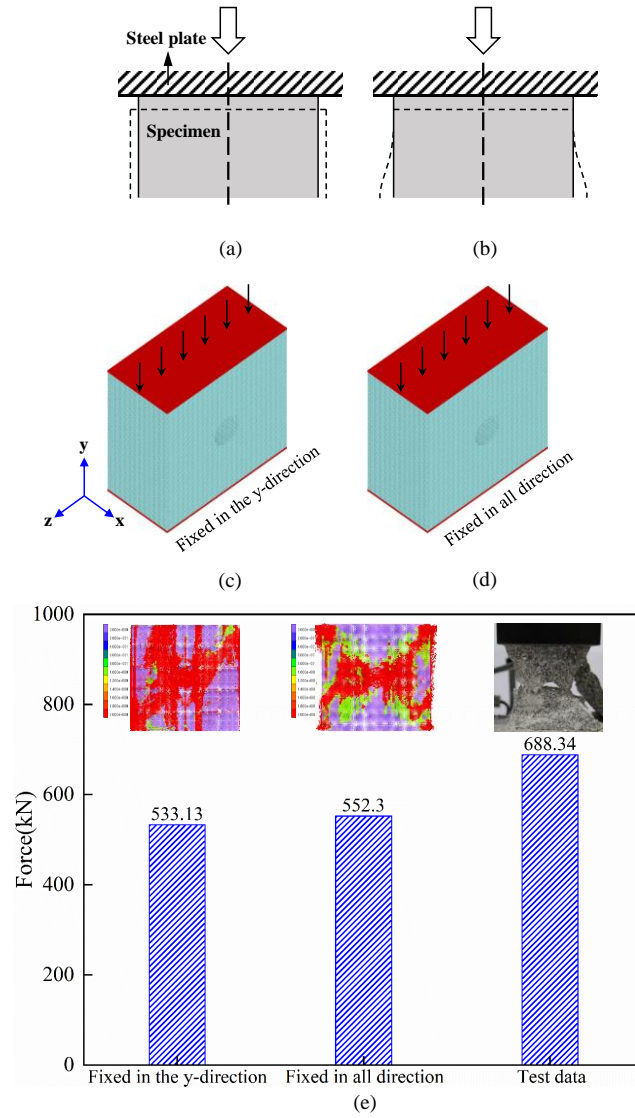 Steel plate
Specimen
(a)
(b)
Fixed in the y-direction
Fixed in all direction
y
z
x
(c)
(d)
1000
800
600
400
200
0
Force(kN)
533.13
552.3
688.34
Fixed in the y-direction
Fixed in all direction
Test data
(e)